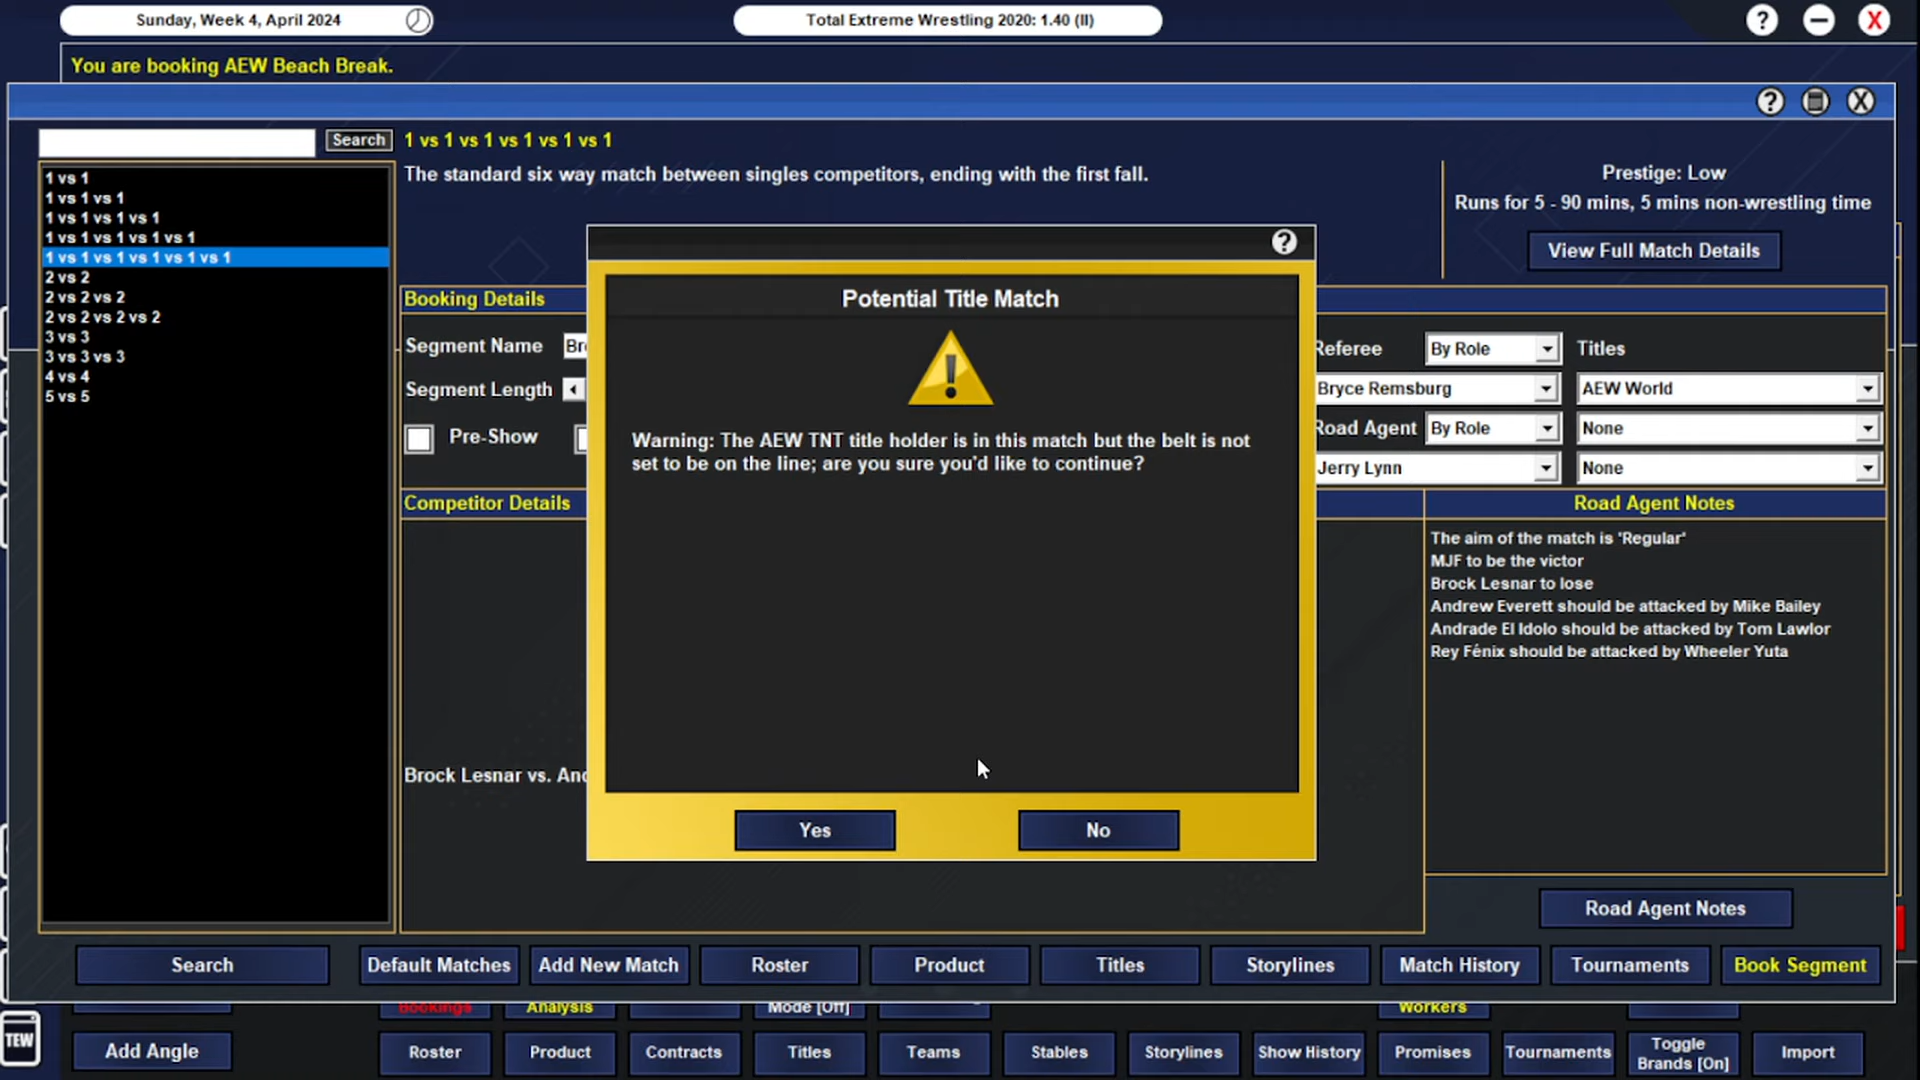 Sunday, Week 4, April 2024
Total Extreme Wrestling 2020: 1.40 (II)
?
X
You are booking AEW Beach Break.
?
X
Search
1 vs 1 vs 1 vs 1 vs 1 vs 1
The standard six way match between singles competitors, ending with the first fall.
Prestige: Low
Runs for 5 - 90 mins, 5 mins non-wrestling time
View Full Match Details
1 vs 1
1 vs 1 vs 1
1 vs 1 vs 1 vs 1
1 vs 1 vs 1 vs 1 vs 1
1 vs 1 vs 1 vs 1 vs 1 vs 1
2 vs 2
2 vs 2 vs 2
2 vs 2 vs 2 vs 2
3 vs 3
3 vs 3 vs 3
4 vs 4
5 vs 5
Booking Details
Segment Name
Segment Length
Pre-Show
Referee
By Role
Titles
Bryce Remsburg
AEW World
Road Agent
By Role
None
Jerry Lynn
None
?
Potential Title Match
Warning: The AEW TNT title holder is in this match but the belt is not
set to be on the line; are you sure you'd like to continue?
Yes
No
Competitor Details
Brock Lesnar vs.
Road Agent Notes
The aim of the match is 'Regular'
MJF to be the victor
Brock Lesnar to lose
Andrew Everett should be attacked by Mike Bailey
Andrade El Idolo should be attacked by Tom Lawlor
Rey Fénix should be attacked by Wheeler Yuta
Road Agent Notes
Search
Default Matches
Add New Match
Roster
Product
Titles
Storylines
Match History
Tournaments
Book Segment
Bookings
Analysis
Mode [Off]
Workers
TEW
Add Angle
Roster
Product
Contracts
Titles
Teams
Stables
Storylines
Show History
Promises
Tournaments
Toggle
Brands [On]
Import